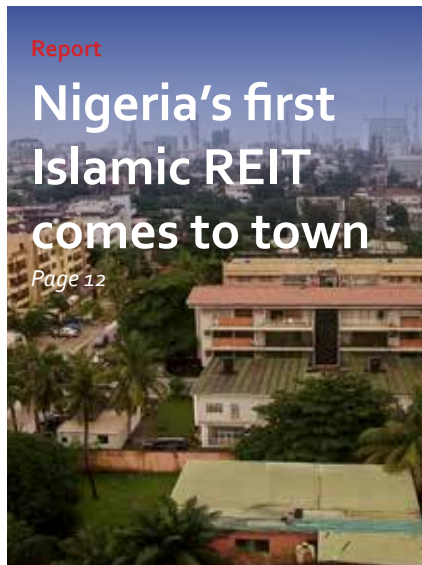 Report
Nigeria’s first
Islamic REIT
comes to town
Page 12